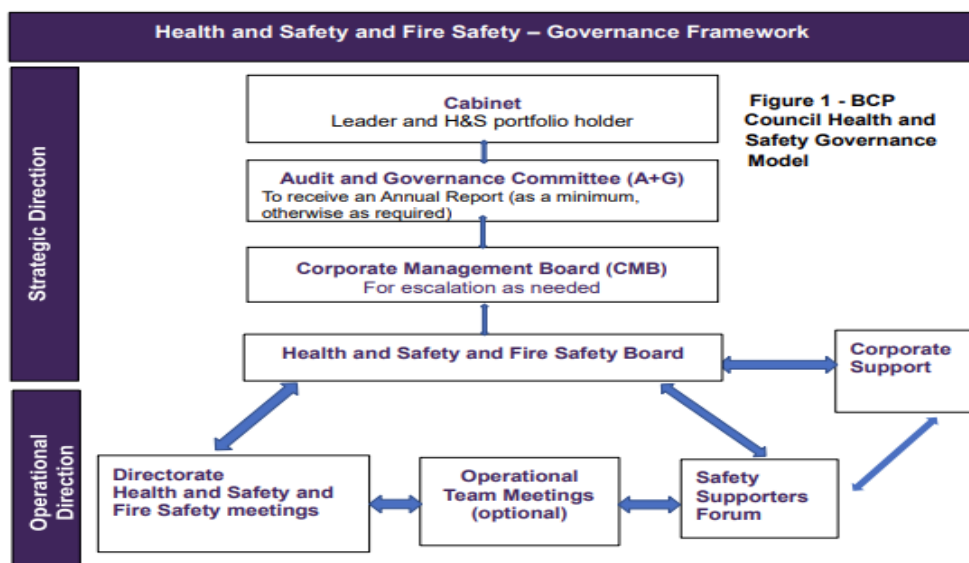 Health and Safety and Fire Safety – Governance Framework
Strategic Direction
Cabinet
Leader and H&S portfolio holder
Figure 1 - BCP
Council Health and
Safety Governance
Model
Audit and Governance Committee (A+G)
To receive an Annual Report (as a minimum,
otherwise as required)
Corporate Management Board (CMB)
For escalation as needed
Health and Safety and Fire Safety Board
Corporate
Support
Operational
Direction
Directorate
Health and Safety and
Fire Safety meetings
Operational
Team Meetings
(optional)
Safety
Supporters
Forum